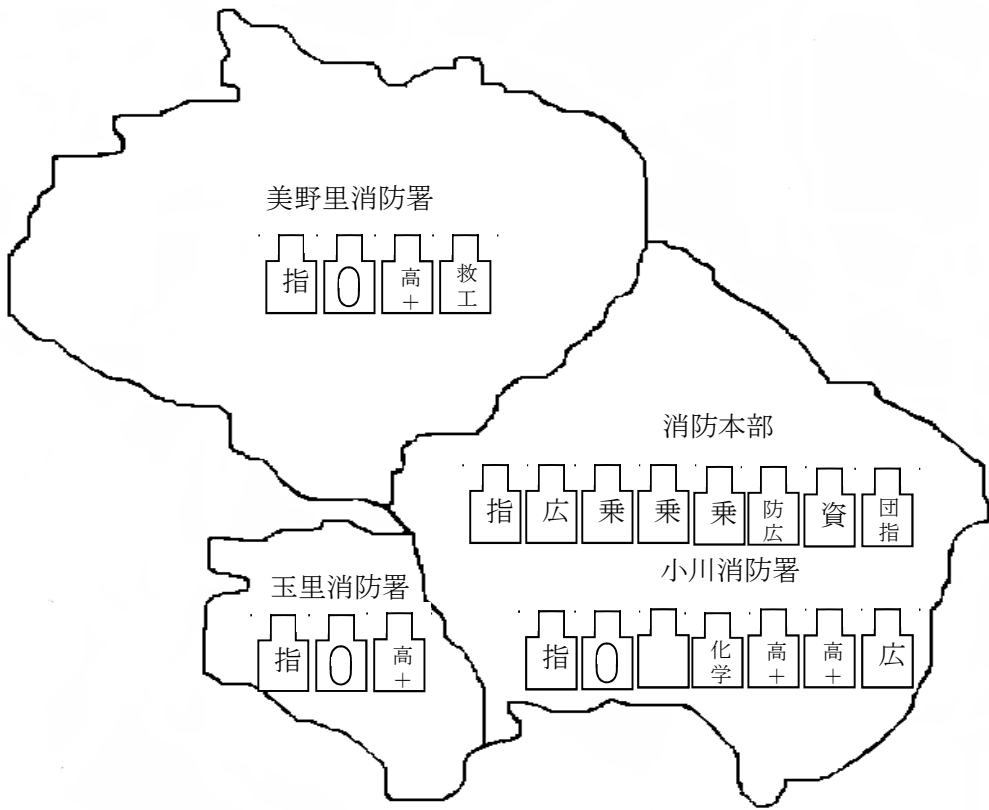 美野里消防署
指 0 高+ 救工
消防本部
指 広 乗 乗 乗 防広 資 団指
小川消防署
指 0 化学 高+ 高+ 広
玉里消防署
指 0 高+